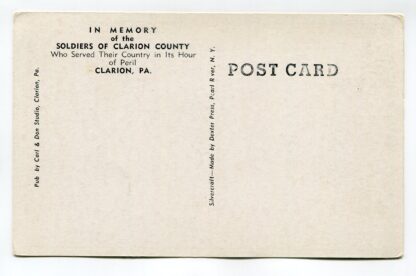 IN MEMORY
of the
SOLDIERS OF CLARION COUNTY
Who Served Their Country in Its Hour
of Peril
CLARION, PA.
Pub by Carl & Don Studio, Clarion, Pa.
Silvercraft—Made by Dexter Press, Pearl River, N. Y.
POST CARD